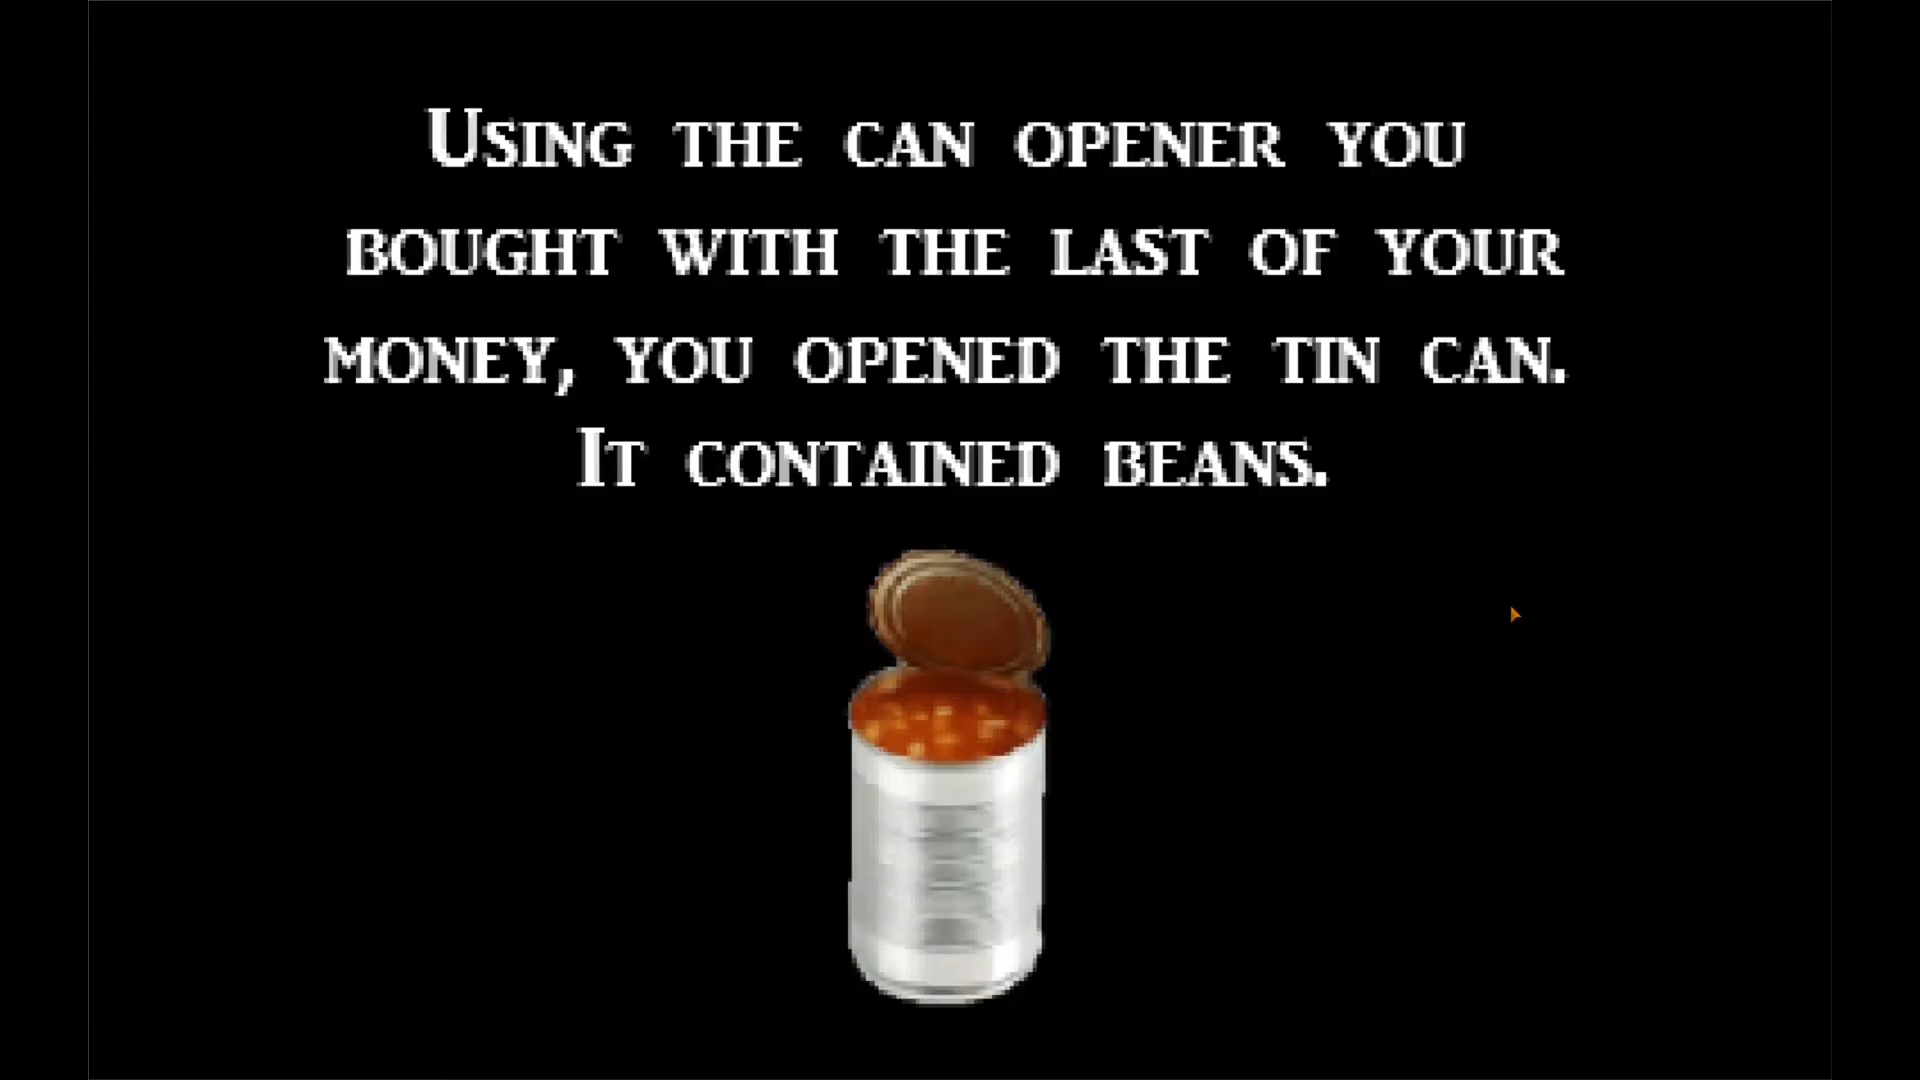 Using the can opener you
bought with the last of your
money, you opened the tin can.
It contained beans.